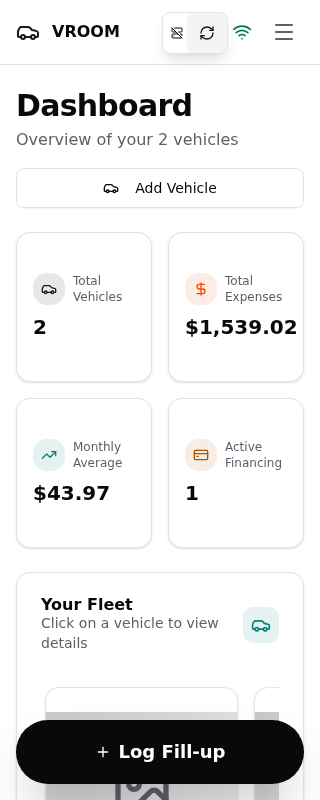 VROOM
Dashboard
Overview of your 2 vehicles
Add Vehicle
Total
Vehicles
2
Total
Expenses
$1,539.02
Monthly
Average
$43.97
Active
Financing
1
Your Fleet
Click on a vehicle to view
details
+ Log Fill-up